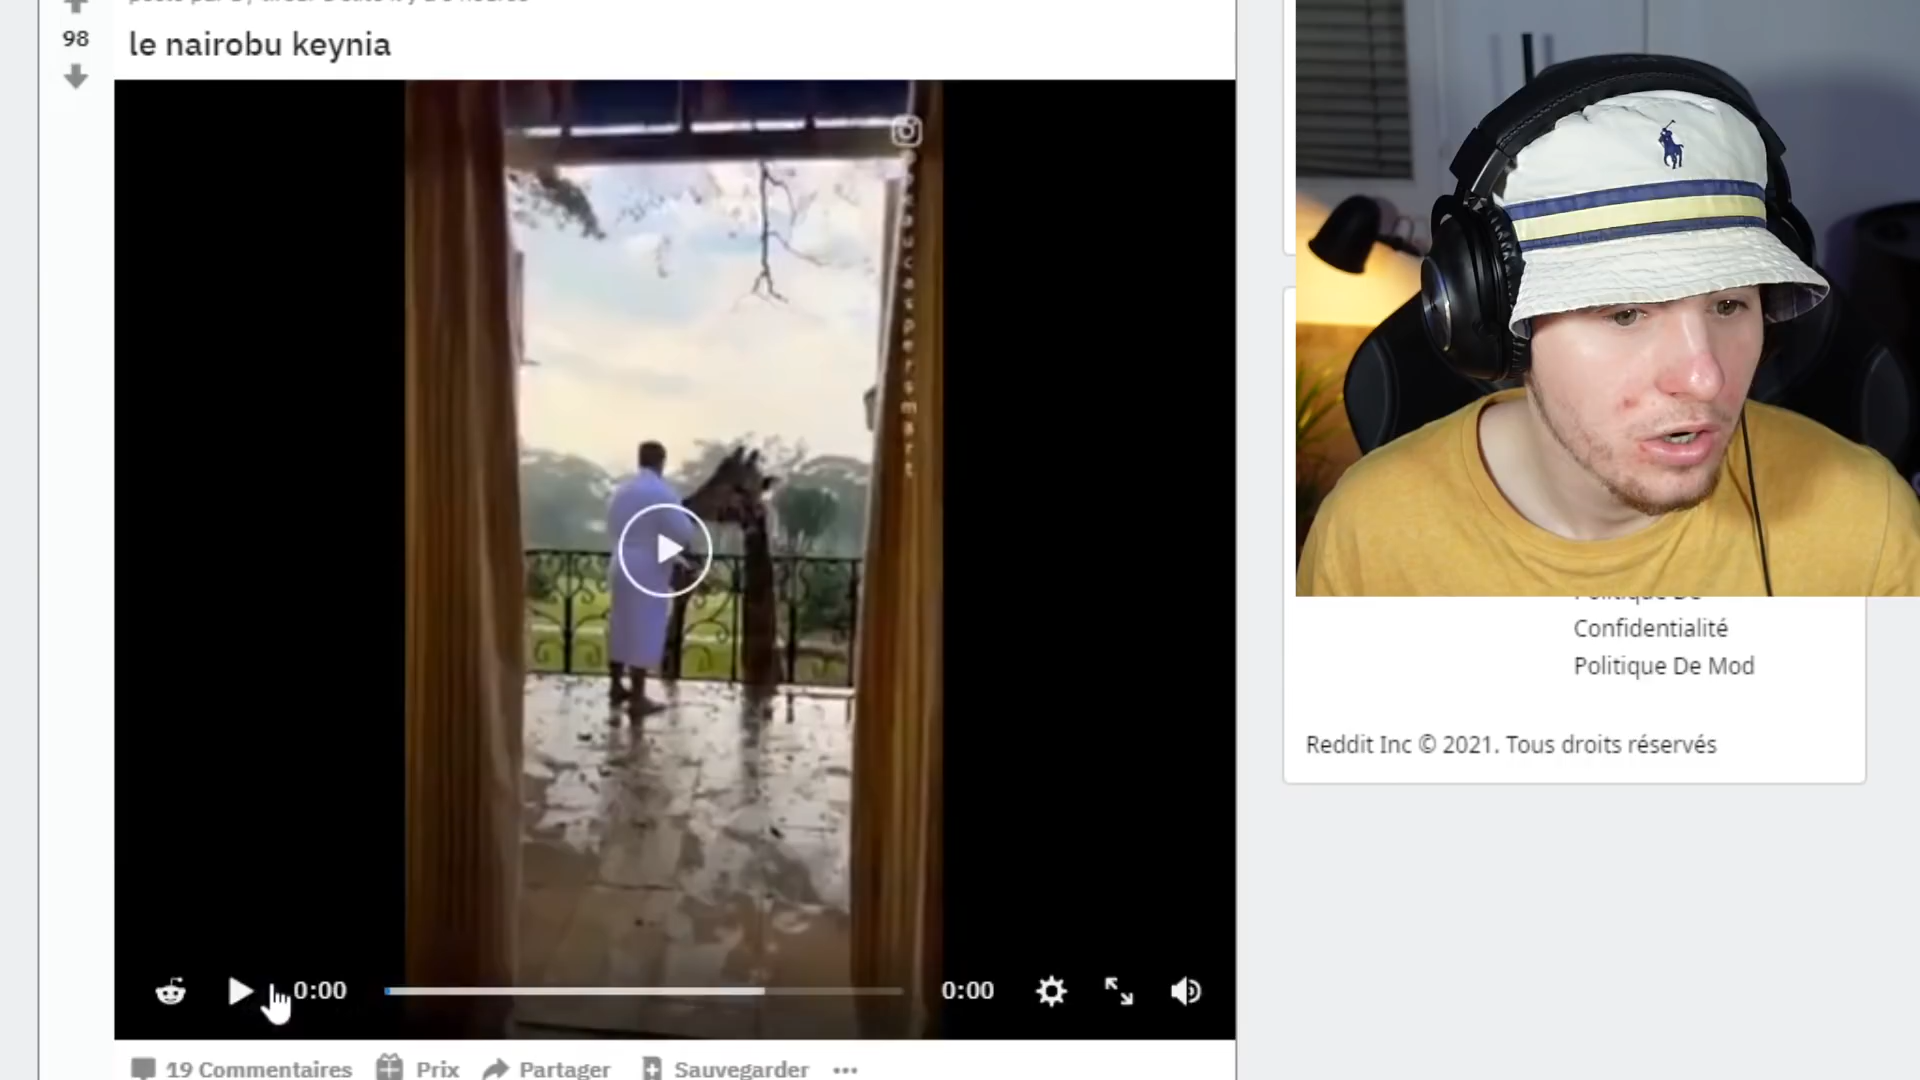 98
le nairobu keynia
0:00
0:00
19 Commentaires
Prix
Partager
Sauvegarder
Confidentialité
Politique De Mod
Reddit Inc © 2021. Tous droits réservés